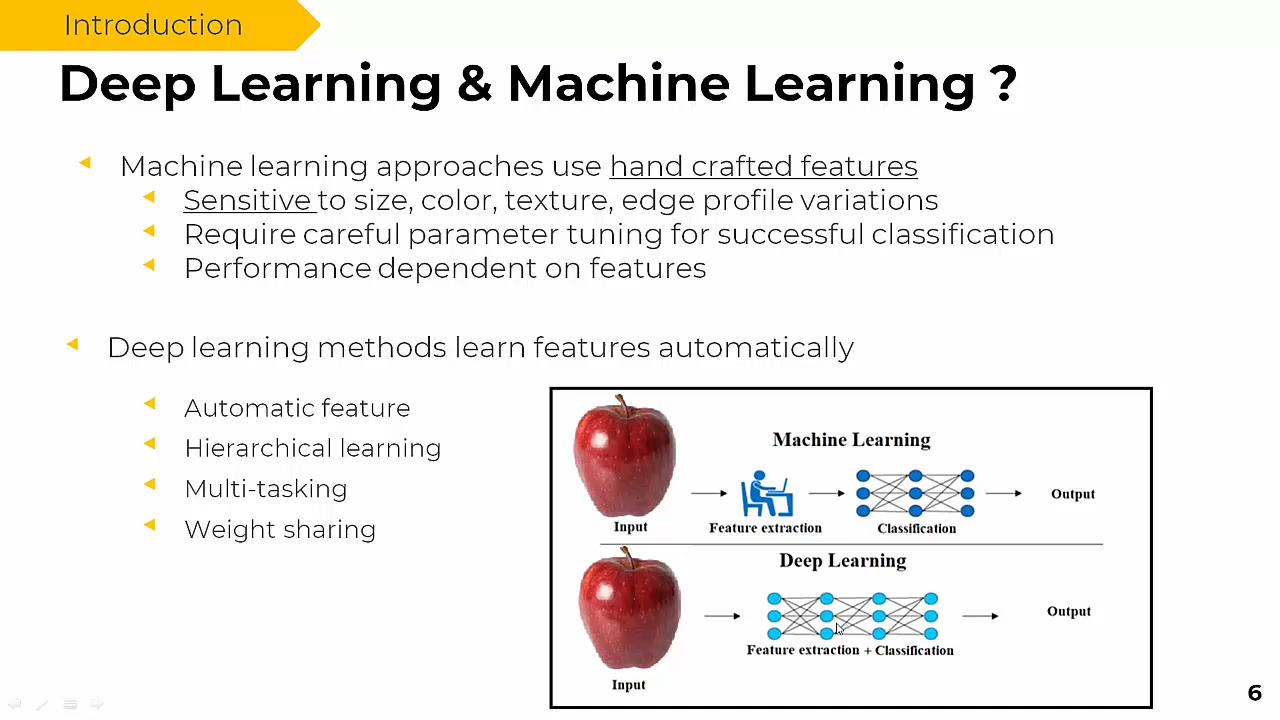 Introduction
Deep Learning & Machine Learning ?
Machine learning approaches use hand crafted features
Sensitive to size, color, texture, edge profile variations
Require careful parameter tuning for successful classification
Performance dependent on features
Deep learning methods learn features automatically
Automatic feature
Hierarchical learning
Multi-tasking
Weight sharing
Machine Learning
Input
Feature extraction
Classification
Output
Deep Learning
Input
Feature extraction + Classification
Output
6